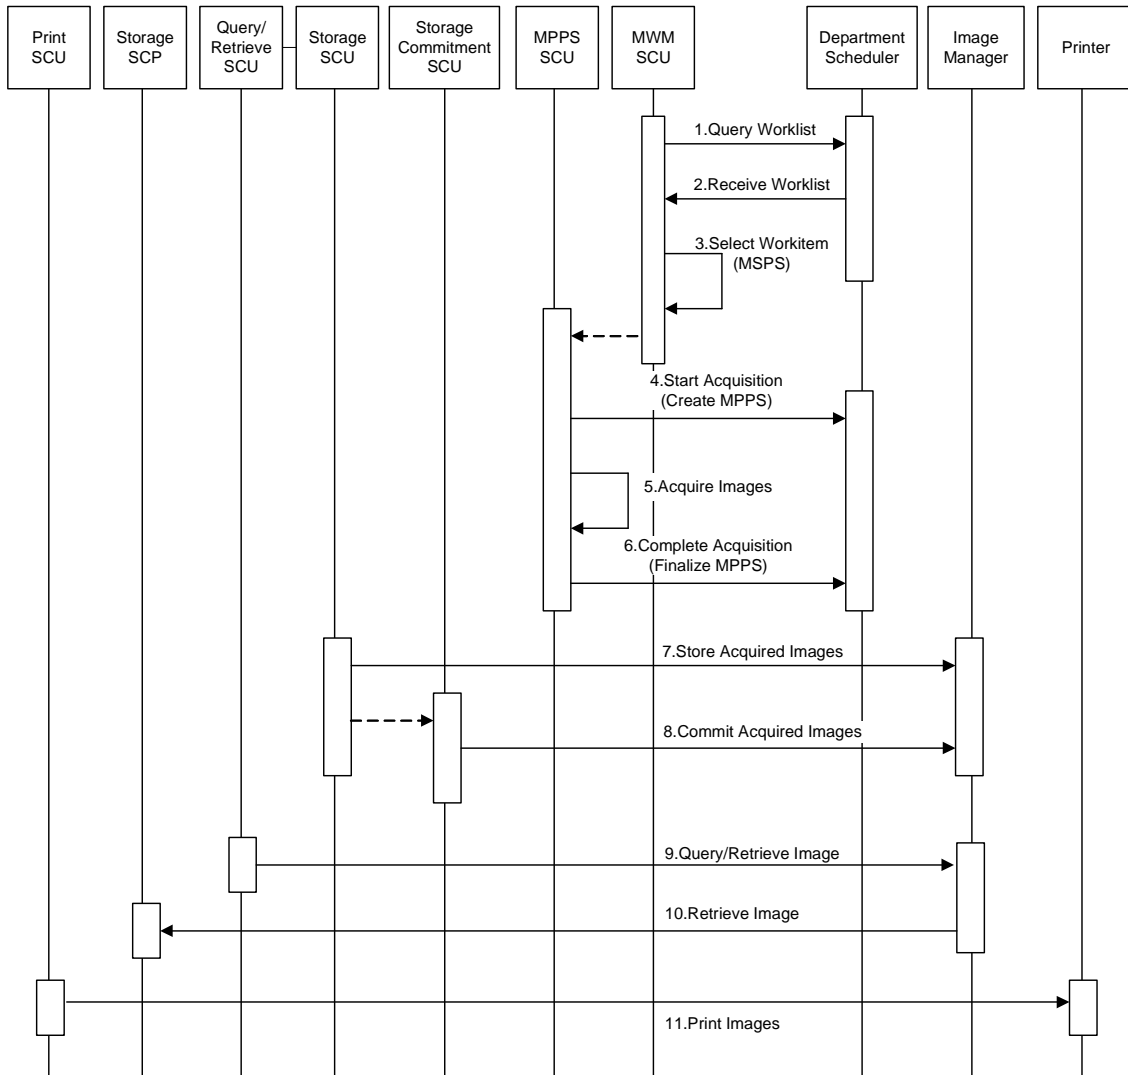 Print
SCU
Storage
SCP
Query/
Retrieve
SCU
Storage
SCU
Storage
Commitment
SCU
MPPS
SCU
MWM
SCU
Department
Scheduler
Image
Manager
Printer
1.Query Worklist
2.Receive Worklist
3.Select Workitem
(MSPS)
4.Start Acquisition
(Create MPPS)
5.Acquire Images
6.Complete Acquisition
(Finalize MPPS)
7.Store Acquired Images
8.Commit Acquired Images
9.Query/Retrieve Image
10.Retrieve Image
11.Print Images